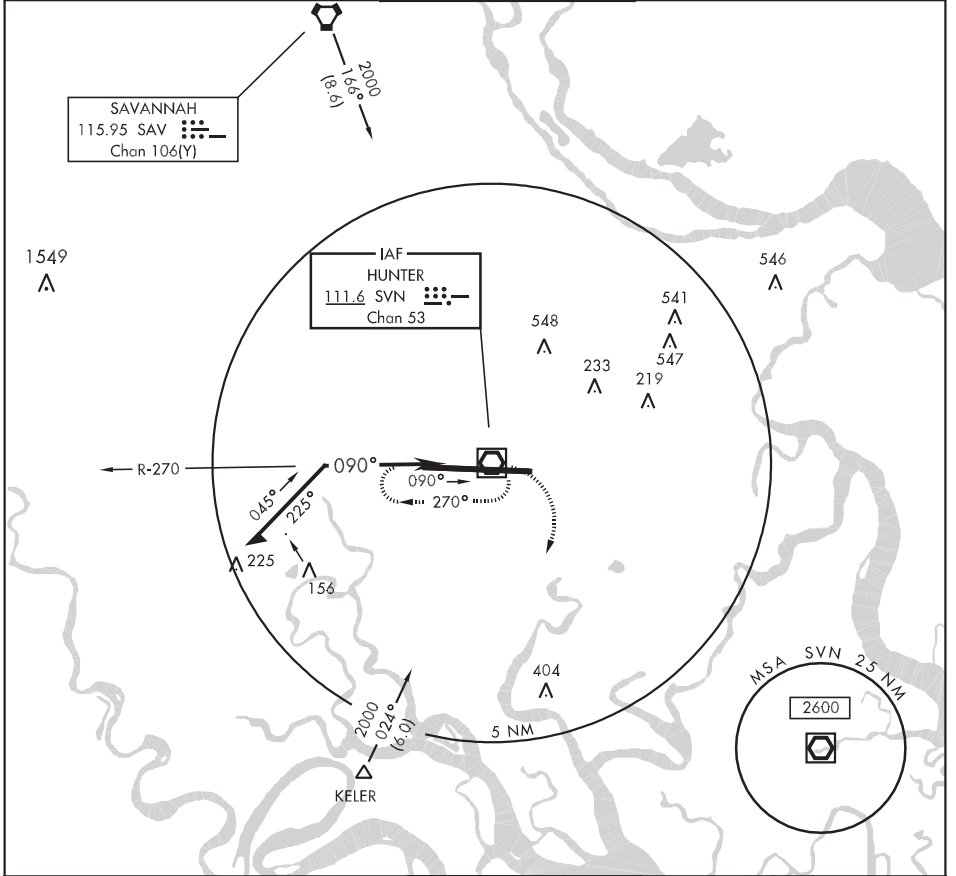 2000
166°
(8.6)
SAVANNAH
115.95 SAV
Chan 106(Y)
1549
IAF
HUNTER
111.6 SVN
Chan 53
546
541
548
547
233
219
R-270
090°
090°
270°
045°
225°
225
156
404
MSA SVN 25 NM
2600
2000
024°
(6.0)
5 NM
KELER